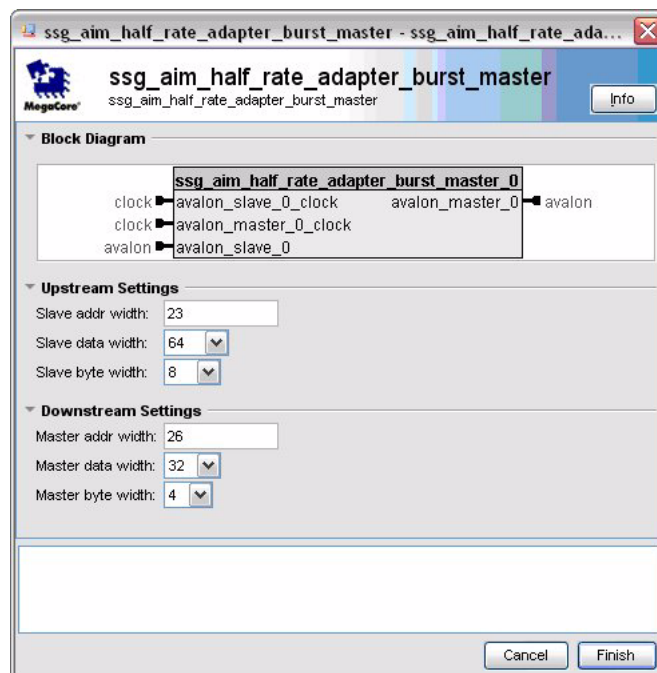 ssg_aim_half_rate_adapter_burst_master - ssg_aim_half_rate_ada...
MegaCore®
ssg_aim_half_rate_adapter_burst_master
ssg_aim_half_rate_adapter_burst_master
Info
Block Diagram
ssg_aim_half_rate_adapter_burst_master_0
clock avalon_slave_0_clock avalon_master_0 avalon
clock avalon_master_0_clock
avalon avalon_slave_0
Upstream Settings
Slave addr width: 23
Slave data width: 64
Slave byte width: 8
Downstream Settings
Master addr width: 26
Master data width: 32
Master byte width: 4
Cancel Finish